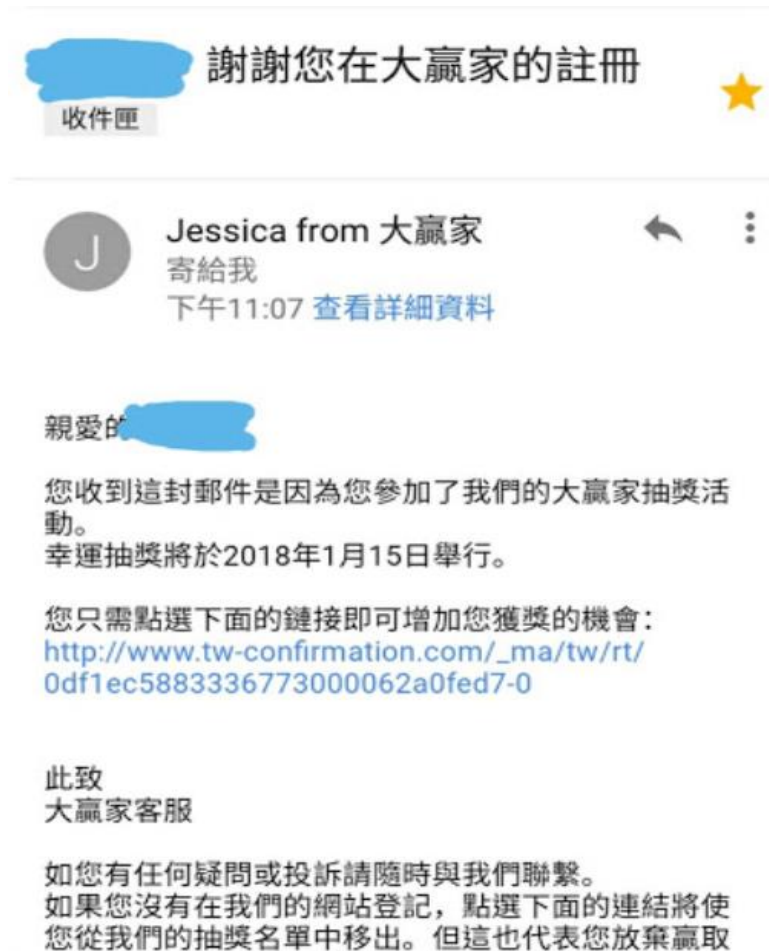 謝謝您在大贏家的註冊
收件匣
J
Jessica from 大贏家
寄給我
下午11:07 查看詳細資料
親愛的
您收到這封郵件是因為您參加了我們的大贏家抽獎活
動。
幸運抽獎將於2018年1月15日舉行。
您只需點選下面的鏈接即可增加您獲獎的機會：
http://www.tw-confirmation.com/_ma/tw/rt/
0df1ec5883336773000062a0fed7-0
此致
大贏家客服
如您有任何疑問或投訴請隨時與我們聯繫。
如果您沒有在我們的網站登記，點選下面的連結將使
您從我們的抽獎名單中移出。但這也代表您放棄贏取